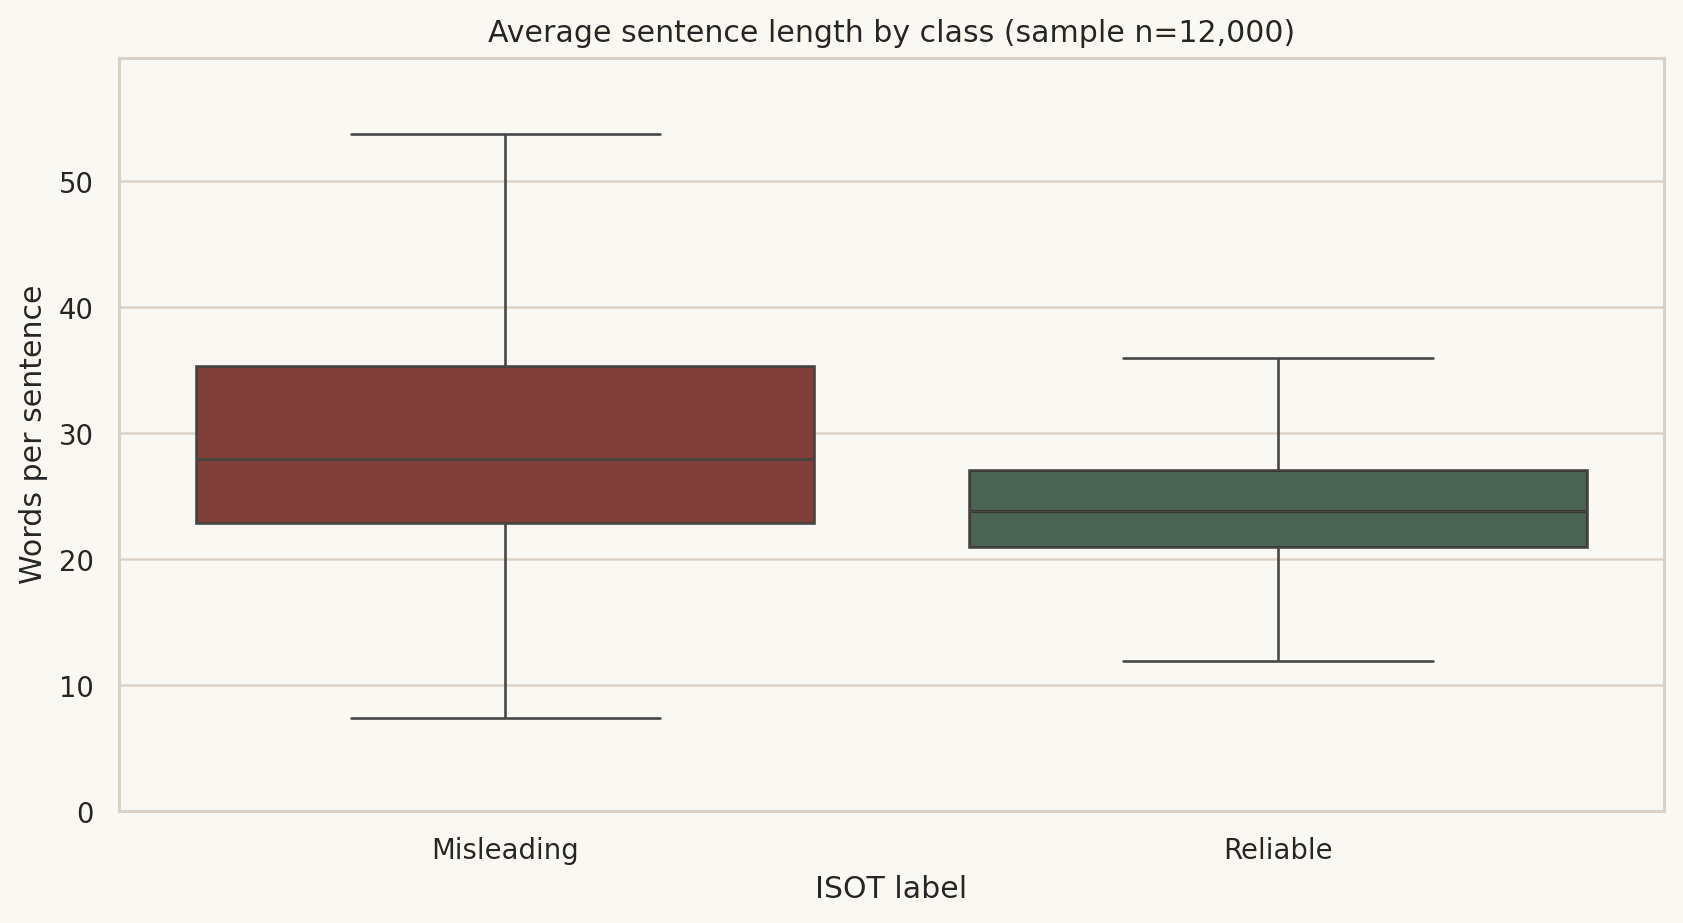 Average sentence length by class (sample n=12,000)
Words per sentence
50
40
30
20
10
0
Misleading
Reliable
ISOT label